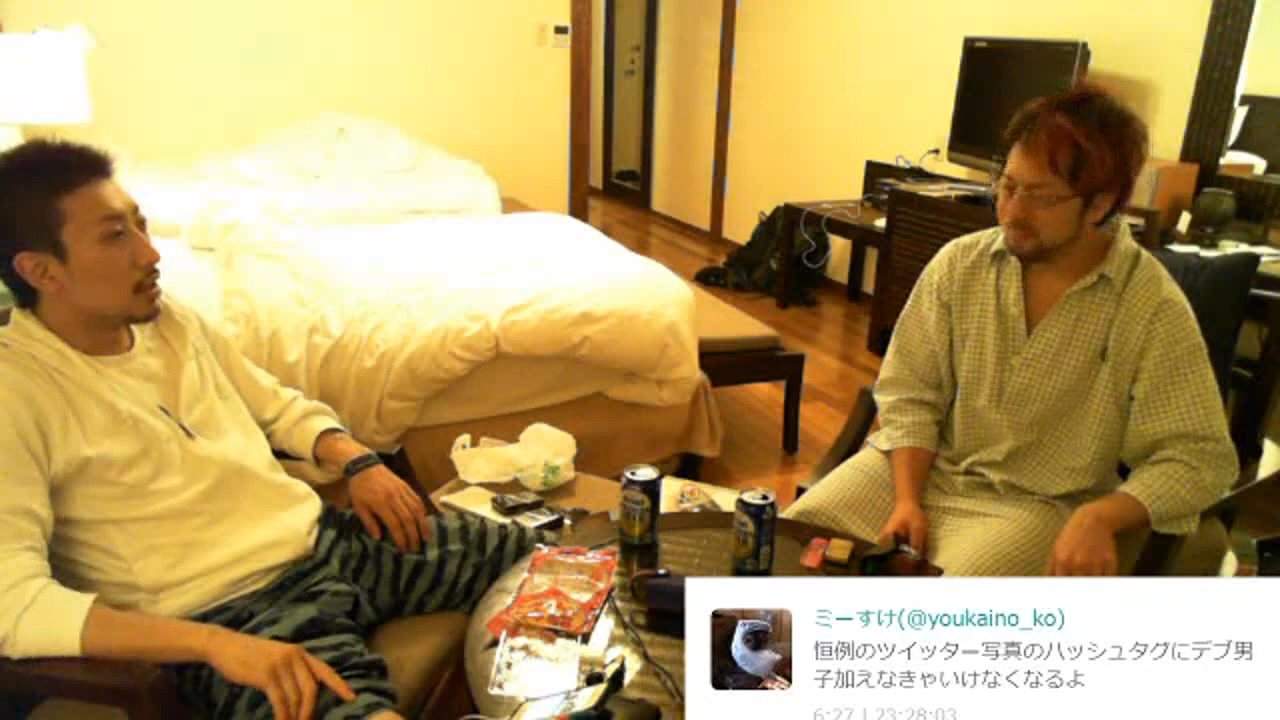 ミーすけ(@youkaino_ko)
恒例のツイッター写真のハッシュタグにデブ男
子加えなきゃいけなくなるよ
6:27 | 23:28:03